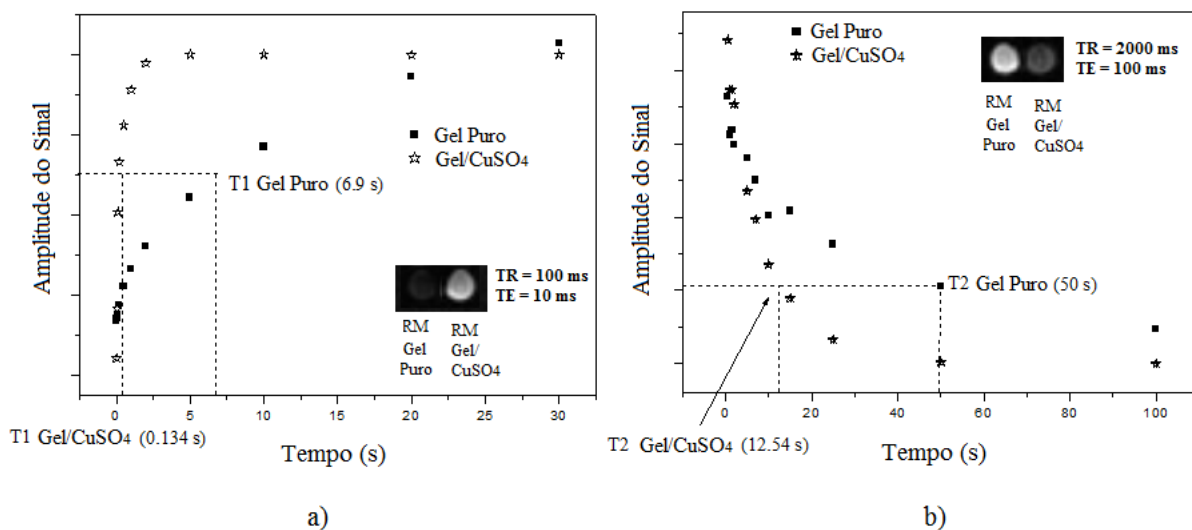 Amplitude do Sinal
Gel Puro
Gel/CuSO4
T1 Gel Puro (6.9 s)
TR = 100 ms
TE = 10 ms
RM
Gel
Puro
RM
Gel/
CuSO4
0 5 10 15 20 25 30
T1 Gel/CuSO4 (0.134 s)
Tempo (s)
a)
Amplitude do Sinal
Gel Puro
Gel/CuSO4
TR = 2000 ms
TE = 100 ms
RM
Gel
Puro
RM
Gel/
CuSO4
T2 Gel Puro (50 s)
0 20 40 60 80 100
T2 Gel/CuSO4 (12.54 s)
Tempo (s)
b)